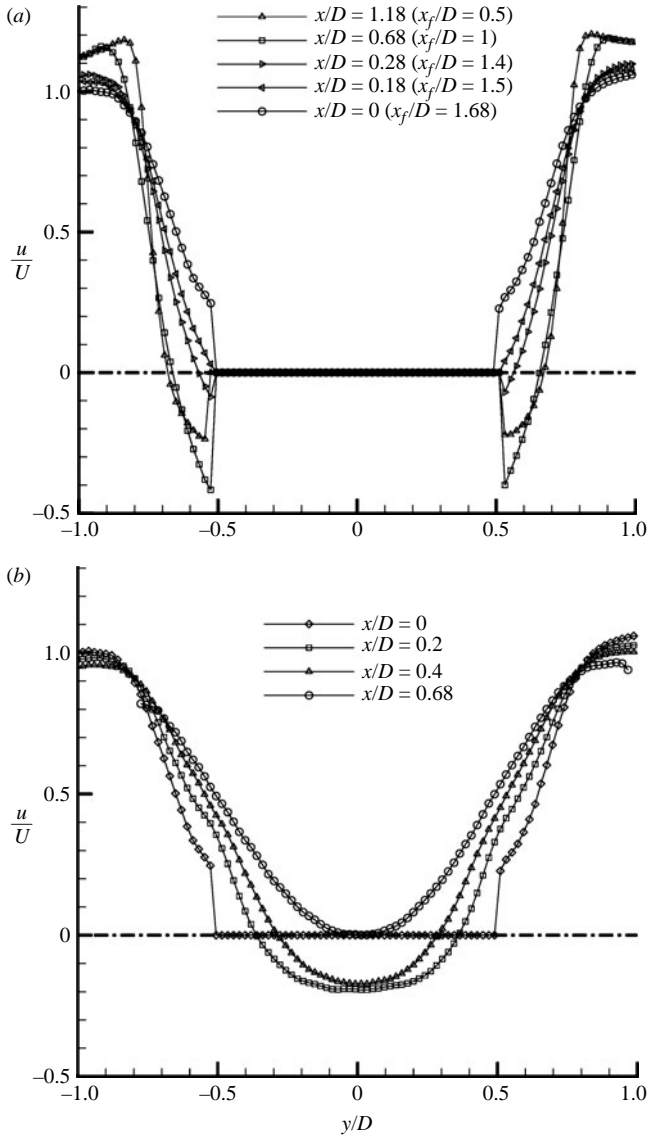 (a)
x/D = 1.18 (x_f/D = 0.5)
x/D = 0.68 (x_f/D = 1)
x/D = 0.28 (x_f/D = 1.4)
x/D = 0.18 (x_f/D = 1.5)
x/D = 0 (x_f/D = 1.68)
1.0
0.5
u/U
0
–0.5
–1.0 –0.5 0 0.5 1.0
(b)
x/D = 0
x/D = 0.2
x/D = 0.4
x/D = 0.68
1.0
0.5
u/U
0
–0.5
–1.0 –0.5 0 0.5 1.0
y/D